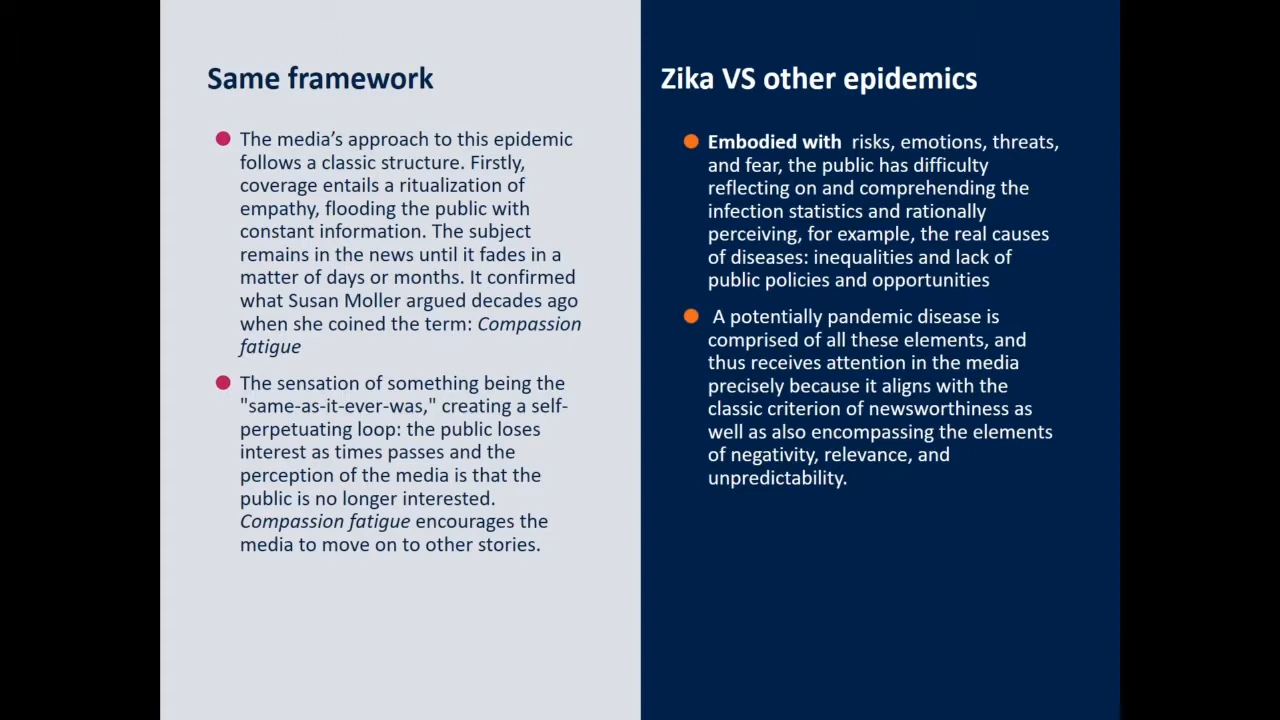 Same framework
The media’s approach to this epidemic
follows a classic structure. Firstly,
coverage entails a ritualization of
empathy, flooding the public with
constant information. The subject
remains in the news until it fades in a
matter of days or months. It confirmed
what Susan Moller argued decades ago
when she coined the term: Compassion
fatigue
The sensation of something being the
"same-as-it-ever-was," creating a self-
perpetuating loop: the public loses
interest as times passes and the
perception of the media is that the
public is no longer interested.
Compassion fatigue encourages the
media to move on to other stories.
Zika VS other epidemics
Embodied with risks, emotions, threats,
and fear, the public has difficulty
reflecting on and comprehending the
infection statistics and rationally
perceiving, for example, the real causes
of diseases: inequalities and lack of
public policies and opportunities
A potentially pandemic disease is
comprised of all these elements, and
thus receives attention in the media
precisely because it aligns with the
classic criterion of newsworthiness as
well as also encompassing the elements
of negativity, relevance, and
unpredictability.